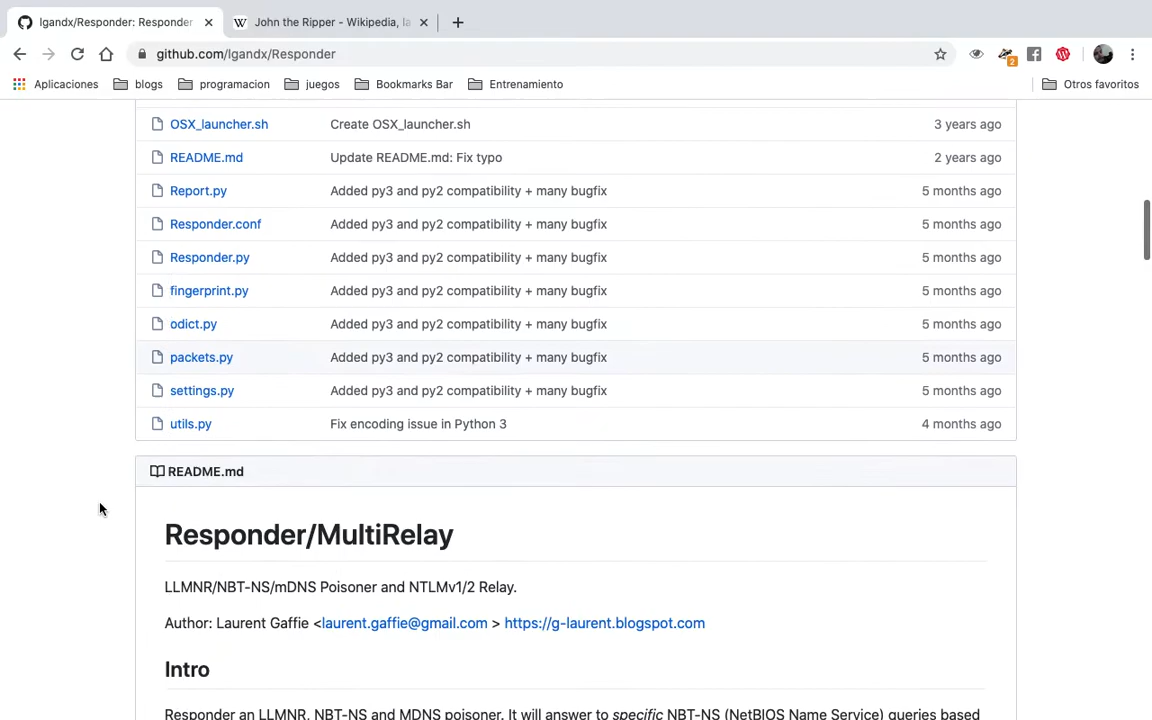 lgandx/Responder: Responder
John the Ripper - Wikipedia, la
github.com/lgandx/Responder
2
Aplicaciones blogs programacion juegos Bookmarks Bar Entrenamiento Otros favoritos
OSX_launcher.sh Create OSX_launcher.sh 3 years ago
README.md Update README.md: Fix typo 2 years ago
Report.py Added py3 and py2 compatibility + many bugfix 5 months ago
Responder.conf Added py3 and py2 compatibility + many bugfix 5 months ago
Responder.py Added py3 and py2 compatibility + many bugfix 5 months ago
fingerprint.py Added py3 and py2 compatibility + many bugfix 5 months ago
odict.py Added py3 and py2 compatibility + many bugfix 5 months ago
packets.py Added py3 and py2 compatibility + many bugfix 5 months ago
settings.py Added py3 and py2 compatibility + many bugfix 5 months ago
utils.py Fix encoding issue in Python 3 4 months ago
README.md
Responder/MultiRelay
LLMNR/NBT-NS/mDNS Poisoner and NTLMv1/2 Relay.
Author: Laurent Gaffie <laurent.gaffie@gmail.com > https://g-laurent.blogspot.com
Intro
Responder an LLMNR, NBT-NS and MDNS poisoner. It will answer to specific NBT-NS (NetBIOS Name Service) queries based